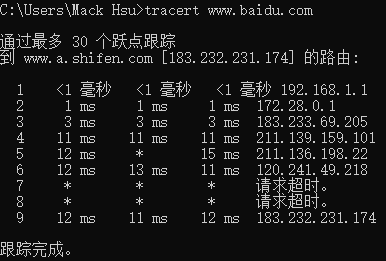 C:\Users\Mack Hsu>tracert www.baidu.com
通过最多 30 个跃点跟踪
到 www.a.shifen.com [183.232.231.174] 的路由:
1 <1 毫秒 <1 毫秒 <1 毫秒 192.168.1.1
2 1 ms 1 ms 1 ms 172.28.0.1
3 3 ms 3 ms 3 ms 183.233.69.205
4 11 ms 11 ms 11 ms 211.139.159.101
5 12 ms * 15 ms 211.136.198.22
6 12 ms 13 ms 11 ms 120.241.49.218
7 * * * 请求超时。
8 * * * 请求超时。
9 12 ms 11 ms 12 ms 183.232.231.174
跟踪完成。